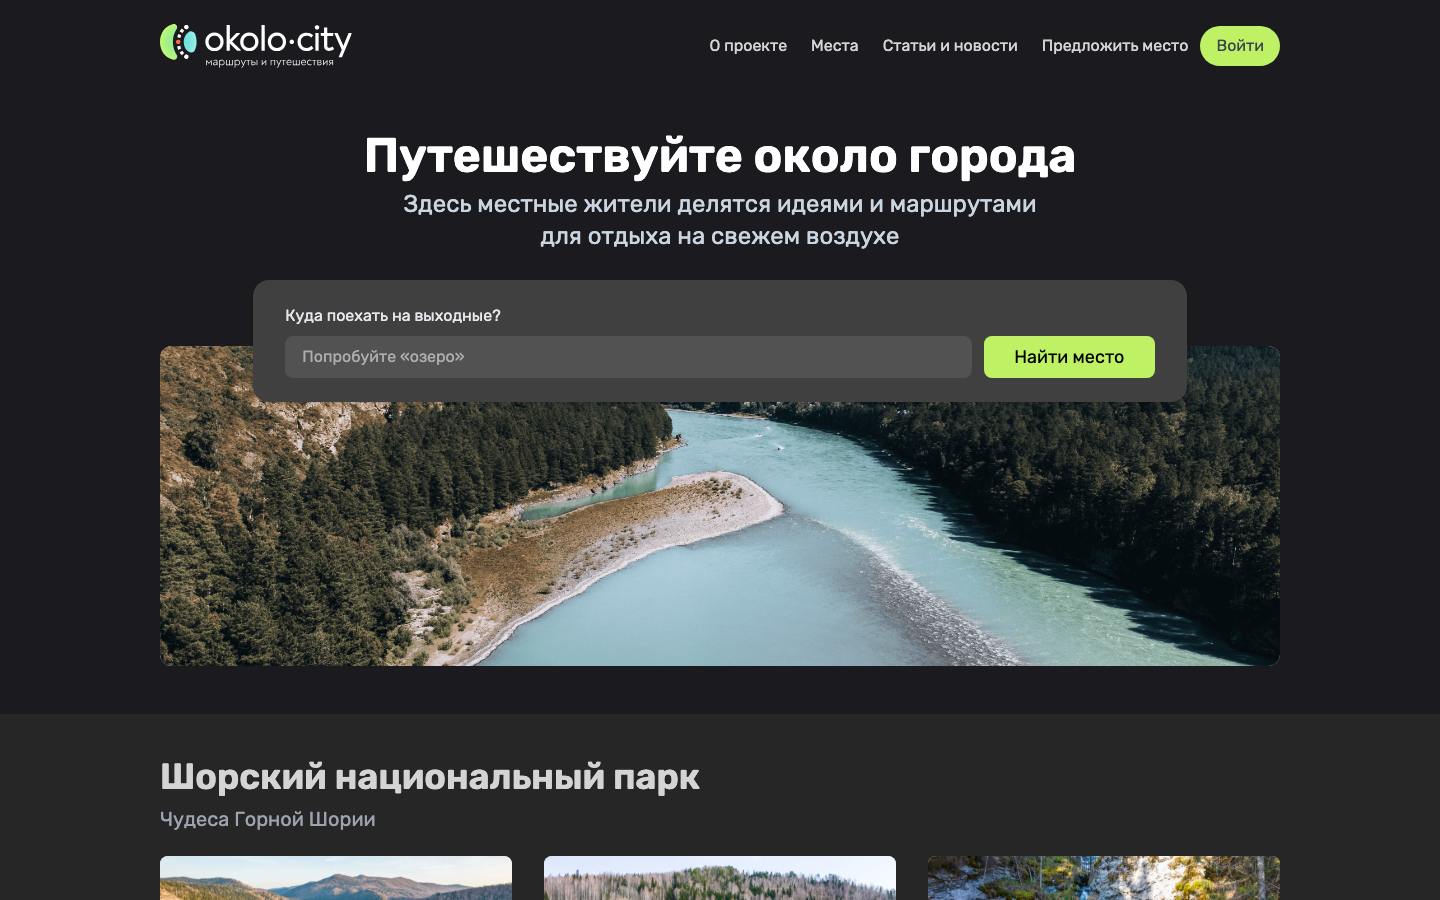 okolo·city
маршруты и путешествия
О проекте
Места
Статьи и новости
Предложить место
Войти
Путешествуйте около города
Здесь местные жители делятся идеями и маршрутами
для отдыха на свежем воздухе
Куда поехать на выходные?
Попробуйте «озеро»
Найти место
Шорский национальный парк
Чудеса Горной Шории